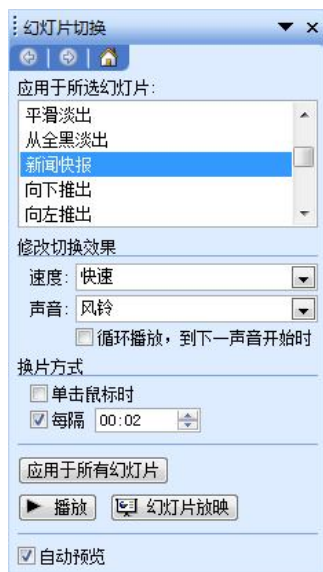 幻灯片切换
应用于所选幻灯片:
平滑淡出
从全黑淡出
新闻快报
向下推出
向左推出
修改切换效果
速度: 快速
声音: 风铃
循环播放，到下一声音开始时
换片方式
单击鼠标时
每隔 00:02
应用于所有幻灯片
播放 幻灯片放映
自动预览